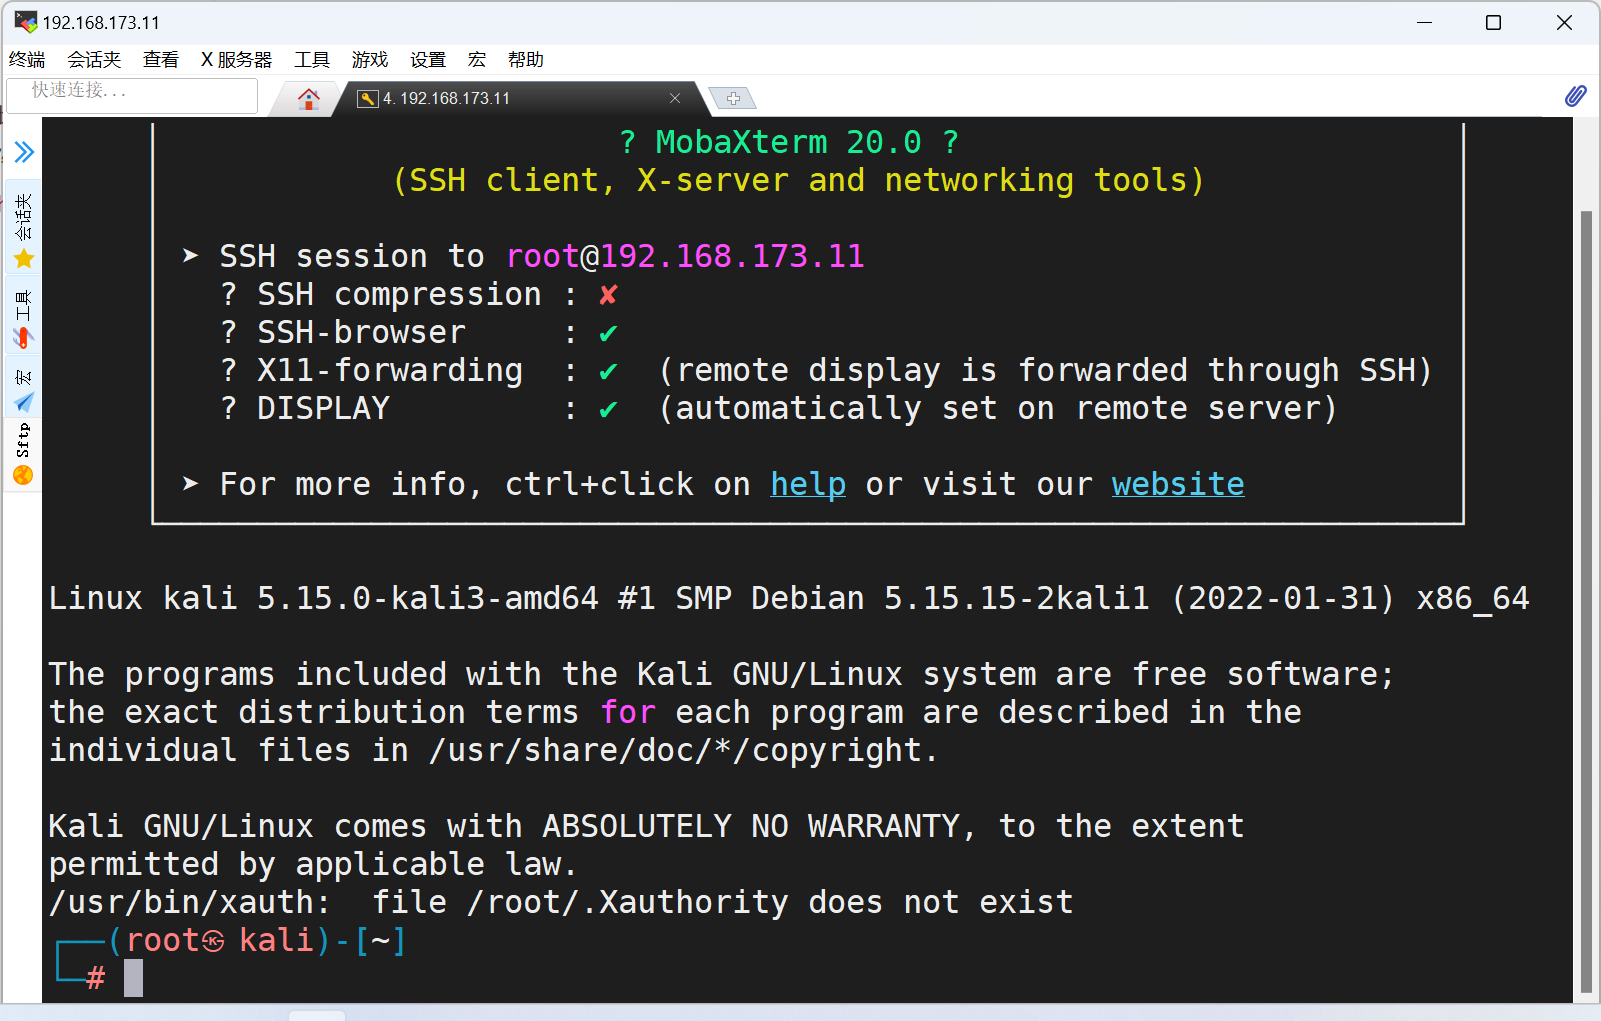 192.168.173.11
终端 会话夹 查看 X 服务器 工具 游戏 设置 宏 帮助
快速连接...
4. 192.168.173.11
会话夹
工具
宏
Sftp
? MobaXterm 20.0 ?
(SSH client, X-server and networking tools)
➤ SSH session to root@192.168.173.11
? SSH compression : ✘
? SSH-browser     : ✔
? X11-forwarding  : ✔  (remote display is forwarded through SSH)
? DISPLAY         : ✔  (automatically set on remote server)
➤ For more info, ctrl+click on help or visit our website
Linux kali 5.15.0-kali3-amd64 #1 SMP Debian 5.15.15-2kali1 (2022-01-31) x86_64
The programs included with the Kali GNU/Linux system are free software;
the exact distribution terms for each program are described in the
individual files in /usr/share/doc/*/copyright.
Kali GNU/Linux comes with ABSOLUTELY NO WARRANTY, to the extent
permitted by applicable law.
/usr/bin/xauth:  file /root/.Xauthority does not exist
┌──(root㉿kali)-[~]
└─#